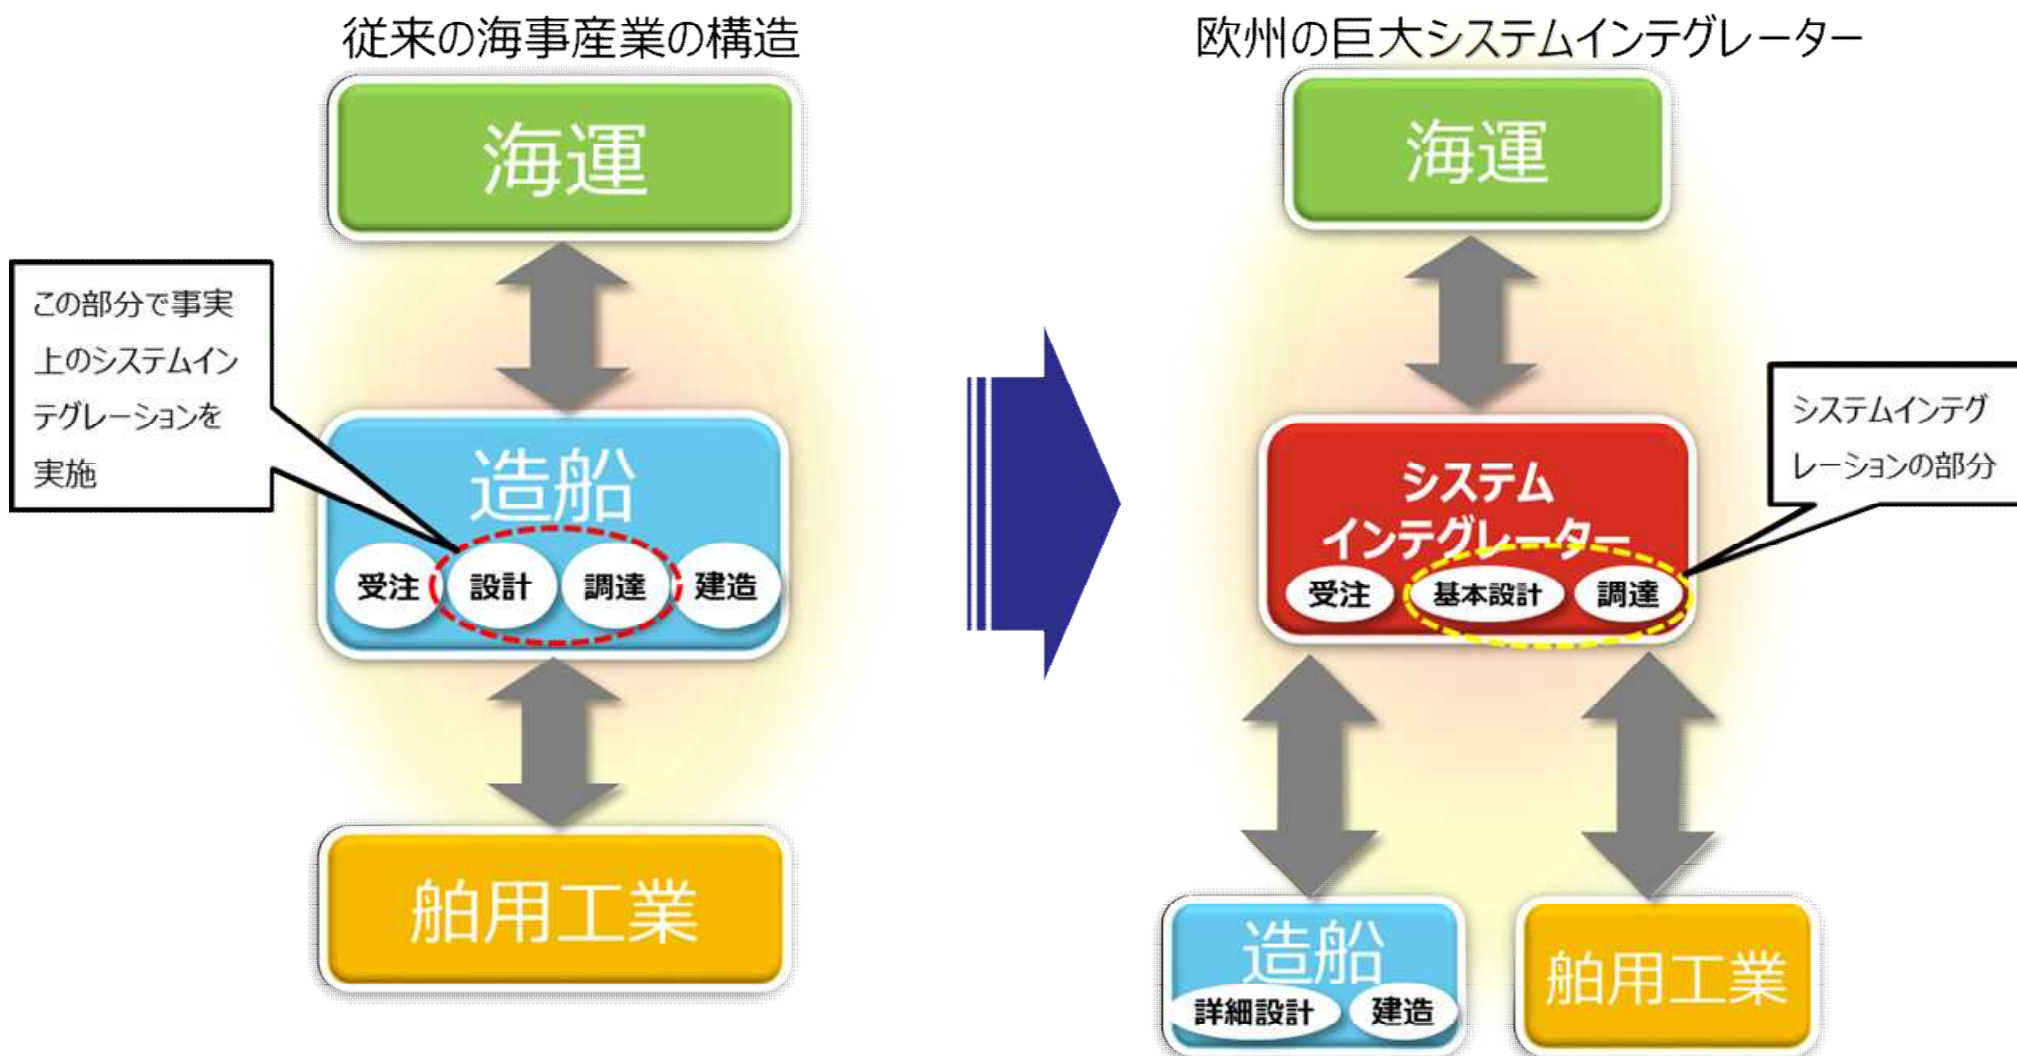 従来の海事産業の構造
海運
この部分で事実
上のシステムイン
テグレーションを
実施
造船
受注
設計
調達
建造
舶用工業
欧州の巨大システムインテグレーター
海運
システムインテグ
レーションの部分
システム
インテグレーター
受注
基本設計
調達
造船
詳細設計
建造
舶用工業